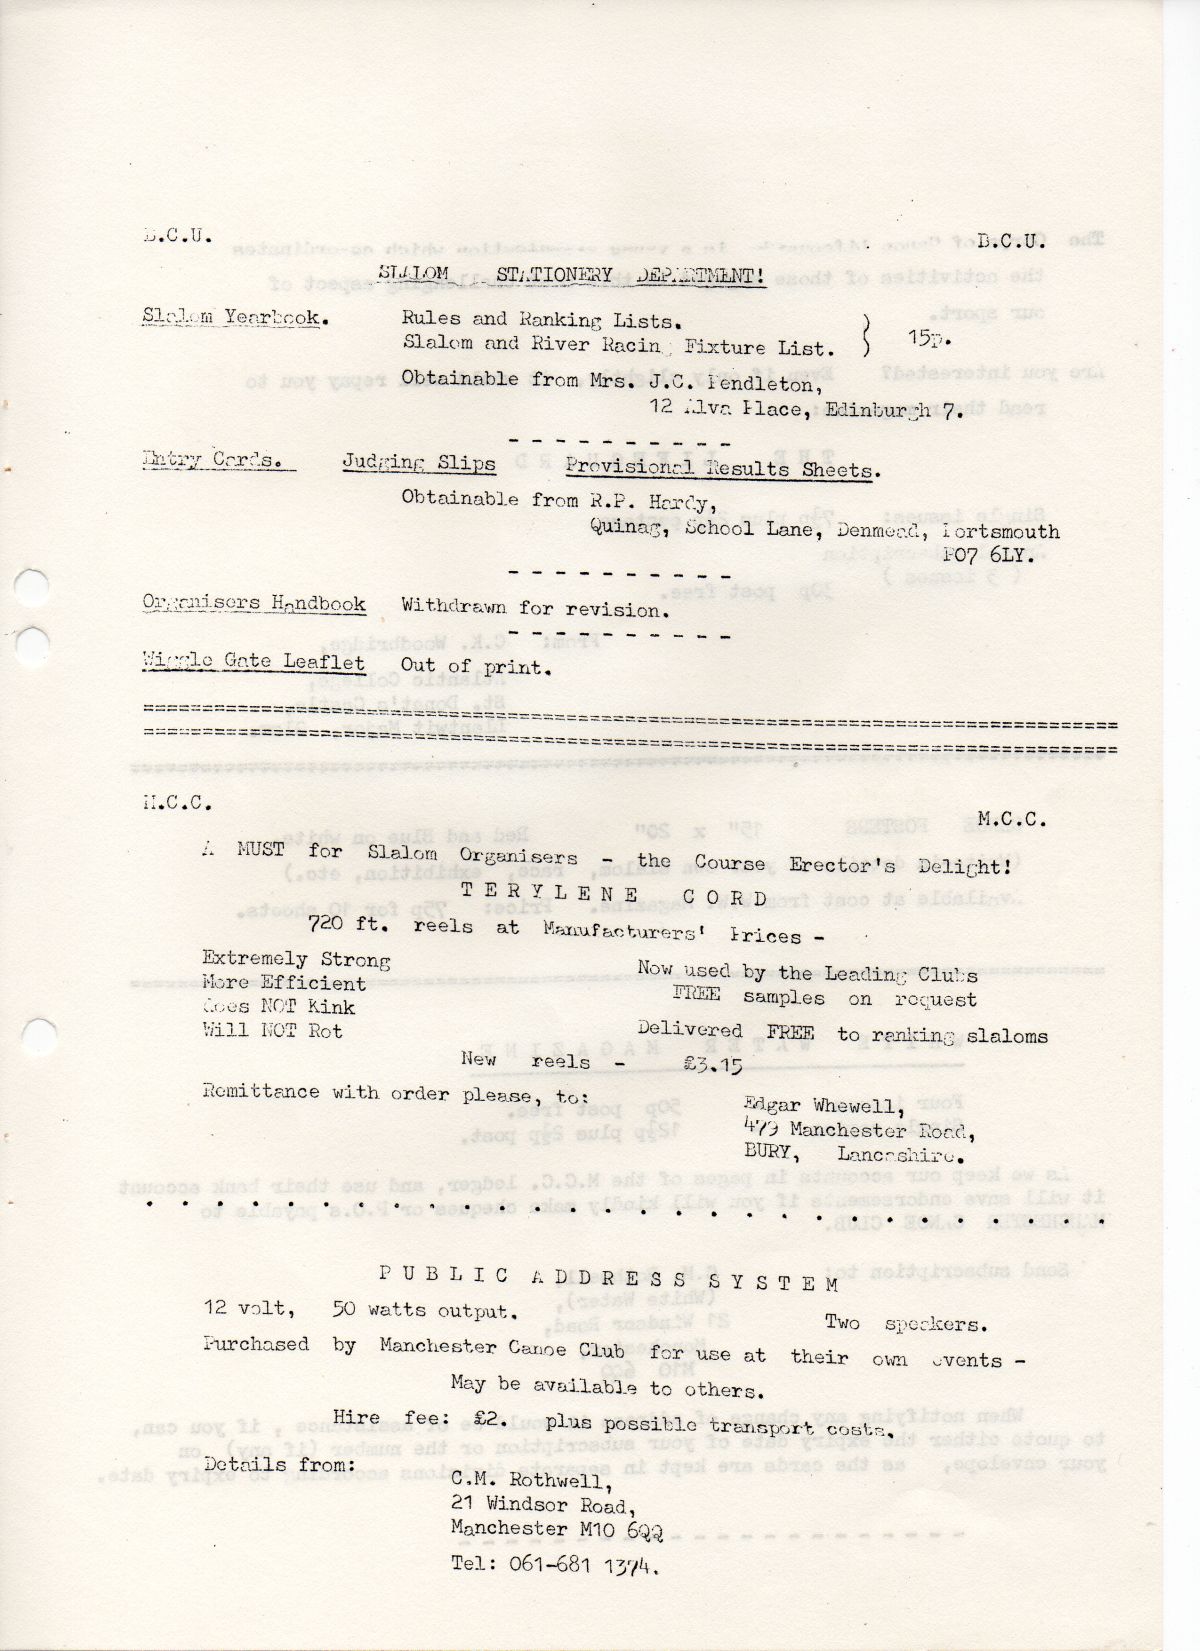 B.C.U. B.C.U.
SLALOM STATIONERY DEPARTMENT!
Slalom Yearbook. Rules and Ranking Lists.
Slalom and River Racing Fixture List. } 15p.
Obtainable from Mrs. J.C. Pendleton,
12 Alva Place, Edinburgh 7.
----------
Entry Cards. Judging Slips Provisional Results Sheets.
Obtainable from R.P. Hardy,
Quinag, School Lane, Denmead, Portsmouth
PO7 6LY.
----------
Organisers Handbook Withdrawn for revision.
----------
Wiggle Gate Leaflet Out of print.
M.C.C. M.C.C.
A MUST for Slalom Organisers - the Course Erector's Delight!
TERYLENE CORD
720 ft. reels at Manufacturers' Prices -
Extremely Strong Now used by the Leading Clubs
More Efficient FREE samples on request
Does NOT Kink
Will NOT Rot Delivered FREE to ranking slaloms
New reels - £3.15
Remittance with order please, to: Edgar Whewell,
479 Manchester Road,
BURY, Lancashire.
PUBLIC ADDRESS SYSTEM
12 volt, 50 watts output. Two speakers.
Purchased by Manchester Canoe Club for use at their own events -
May be available to others.
Hire fee: £2. plus possible transport costs.
Details from: C.M. Rothwell,
21 Windsor Road,
Manchester M10 6QQ
Tel: 061-681 1374.